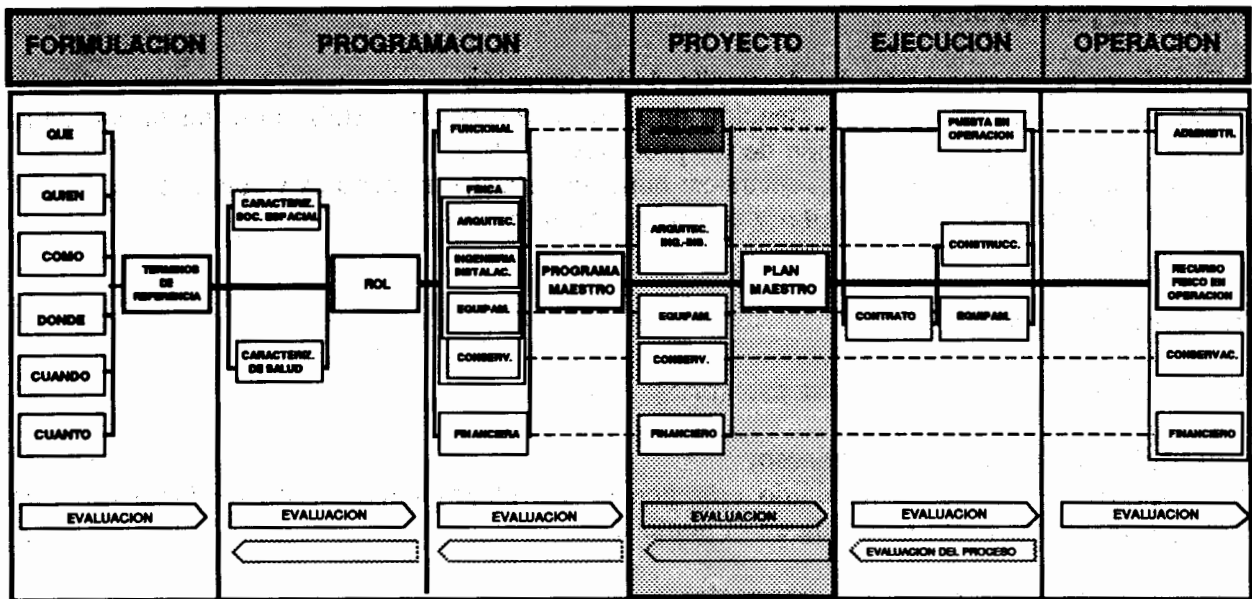 FORMULACION
PROGRAMACION
PROYECTO
EJECUCION
OPERACION
QUE
QUIEN
COMO
DONDE
CUANDO
CUANTO
TERMINOS
DE
REFERENCIA
CARACTERIZ.
SOC. ESPACIAL
CARACTERIZ.
DE SALUD
ROL
FUNCIONAL
FISICA
ARQUITEC.
INGENIERIA
INSTALAC.
EQUIPAM.
CONSERV.
FINANCIERA
PROGRAMA
MAESTRO
ARQUITEC.
ING.-INS.
EQUIPAM.
CONSERV.
FINANCIERO
PLAN
MAESTRO
CONTRATO
PUESTA EN
OPERACION
CONSTRUCC.
EQUIPAM.
ADMINISTR.
RECURSO
FISICO EN
OPERACION
CONSERVAC.
FINANCIERO
EVALUACION
EVALUACION
EVALUACION
EVALUACION
EVALUACION
EVALUACION
EVALUACION DEL PROCESO